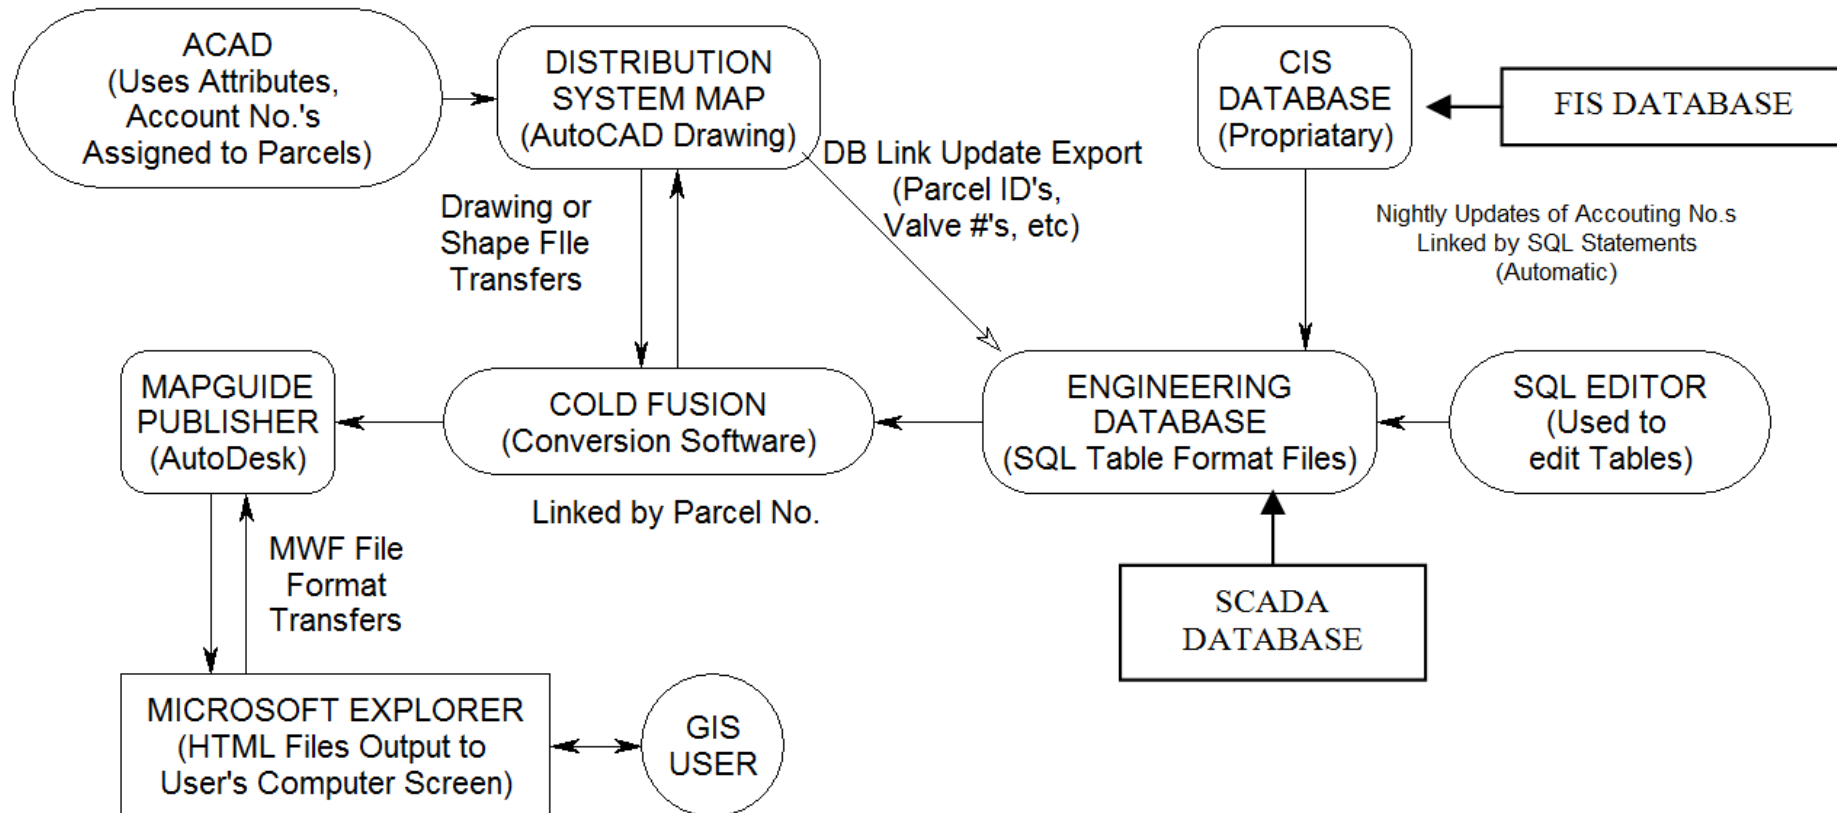 ACAD
(Uses Attributes,
Account No.'s
Assigned to Parcels)
DISTRIBUTION
SYSTEM MAP
(AutoCAD Drawing)
CIS
DATABASE
(Propriatary)
FIS DATABASE
DB Link Update Export
(Parcel ID's,
Valve #'s, etc)
Drawing or
Shape FIle
Transfers
Nightly Updates of Accouting No.s
Linked by SQL Statements
(Automatic)
MAPGUIDE
PUBLISHER
(AutoDesk)
COLD FUSION
(Conversion Software)
Linked by Parcel No.
ENGINEERING
DATABASE
(SQL Table Format Files)
SQL EDITOR
(Used to
edit Tables)
MWF File
Format
Transfers
SCADA
DATABASE
MICROSOFT EXPLORER
(HTML Files Output to
User's Computer Screen)
GIS
USER